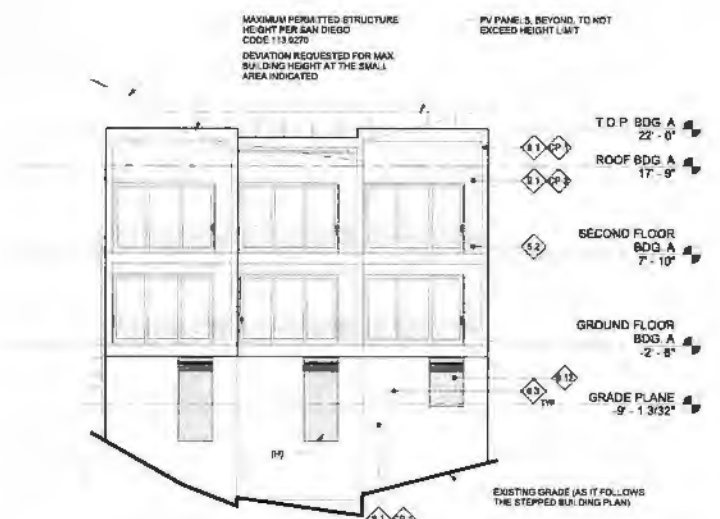 MAXIMUM PERMITTED STRUCTURE
HEIGHT PER SAN DIEGO
CODE 113.0270
DEVIATION REQUESTED FOR MAX.
BUILDING HEIGHT AT THE SMALL
AREA INDICATED
PV PANELS, BEYOND, TO NOT
EXCEED HEIGHT LIMIT
T.O.P. BDG. A
22' - 0"
ROOF BDG. A
17' - 9"
SECOND FLOOR
BDG. A
7' - 10"
GROUND FLOOR
BDG. A
GRADE PLANE
-9' - 1 3/32"
TYP
(H)
EXISTING GRADE (AS IT FOLLOWS
THE STEPPED BUILDING PLAN)